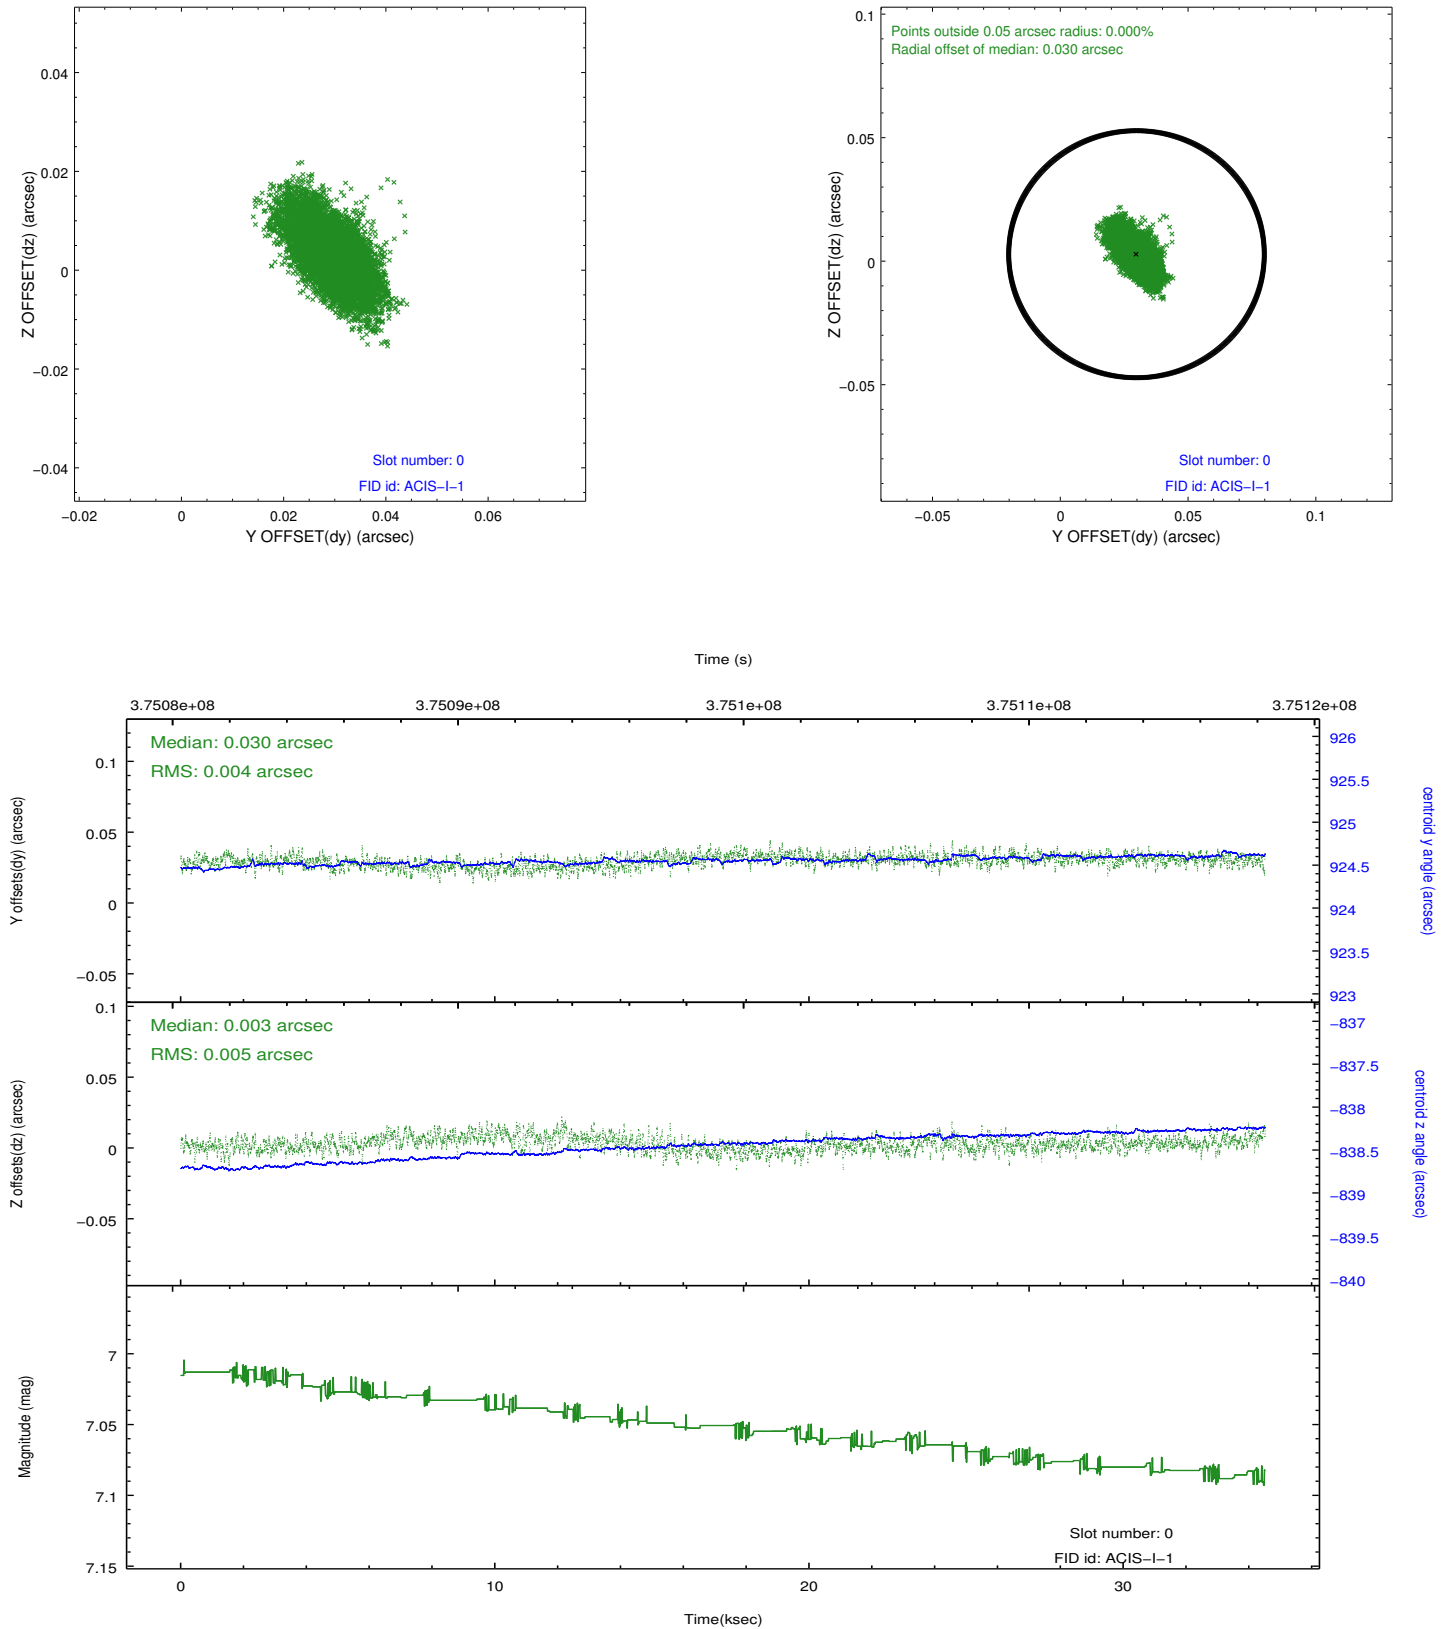 0.04
0.02
0
−0.02
−0.04
Z OFFSET(dz) (arcsec)
Slot number: 0
FID id: ACIS−I−1
−0.02 0 0.02 0.04 0.06
Y OFFSET(dy) (arcsec)
Points outside 0.05 arcsec radius: 0.000%
Radial offset of median: 0.030 arcsec
0.1
0.05
0
−0.05
Z OFFSET(dz) (arcsec)
Slot number: 0
FID id: ACIS−I−1
−0.05 0 0.05 0.1
Y OFFSET(dy) (arcsec)
Time (s)
3.7508e+08 3.7509e+08 3.751e+08 3.7511e+08 3.7512e+08
Median: 0.030 arcsec
RMS: 0.004 arcsec
0.1
0.05
0
−0.05
Y offsets(dy) (arcsec)
926
925.5
925
924.5
924
923.5
923
centroid y angle (arcsec)
Median: 0.003 arcsec
RMS: 0.005 arcsec
0.1
0.05
0
−0.05
Z offsets(dz) (arcsec)
−837
−837.5
−838
−838.5
−839
−839.5
−840
centroid z angle (arcsec)
7
7.05
7.1
7.15
Magnitude (mag)
Slot number: 0
FID id: ACIS−I−1
0 10 20 30
Time(ksec)